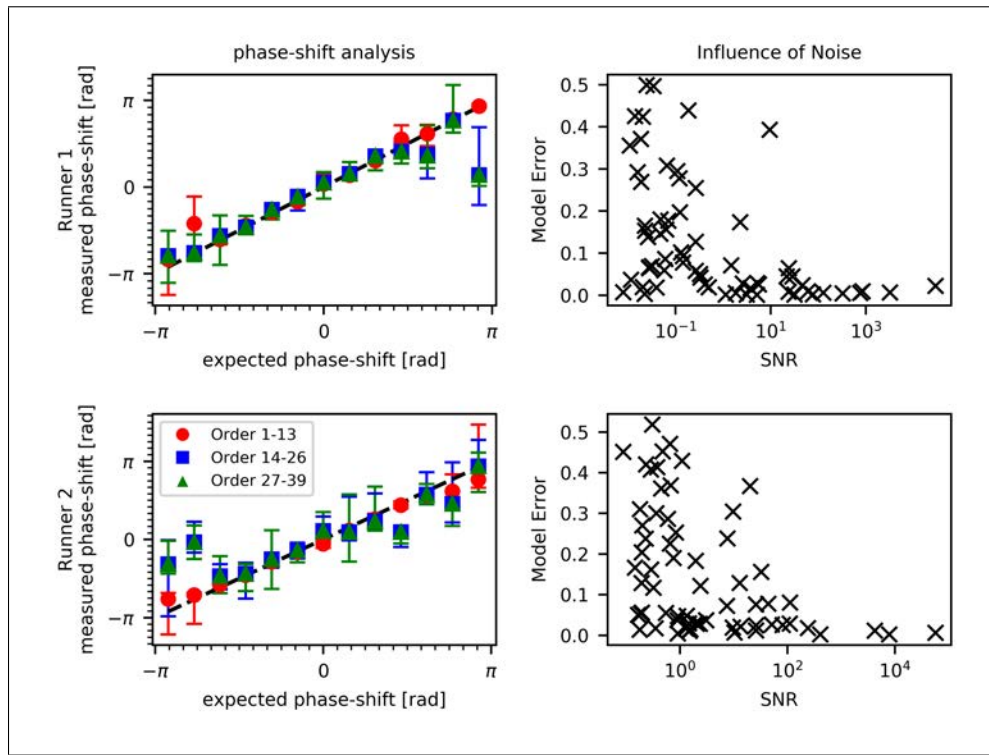 phase-shift analysis
Influence of Noise
Runner 1
measured phase-shift [rad]
π
0
−π
−π 0 π
expected phase-shift [rad]
Model Error
0.5
0.4
0.3
0.2
0.1
0.0
10⁻¹ 10¹ 10³
SNR
Runner 2
measured phase-shift [rad]
π
0
−π
Order 1-13
Order 14-26
Order 27-39
−π 0 π
expected phase-shift [rad]
Model Error
0.5
0.4
0.3
0.2
0.1
0.0
10⁰ 10² 10⁴
SNR